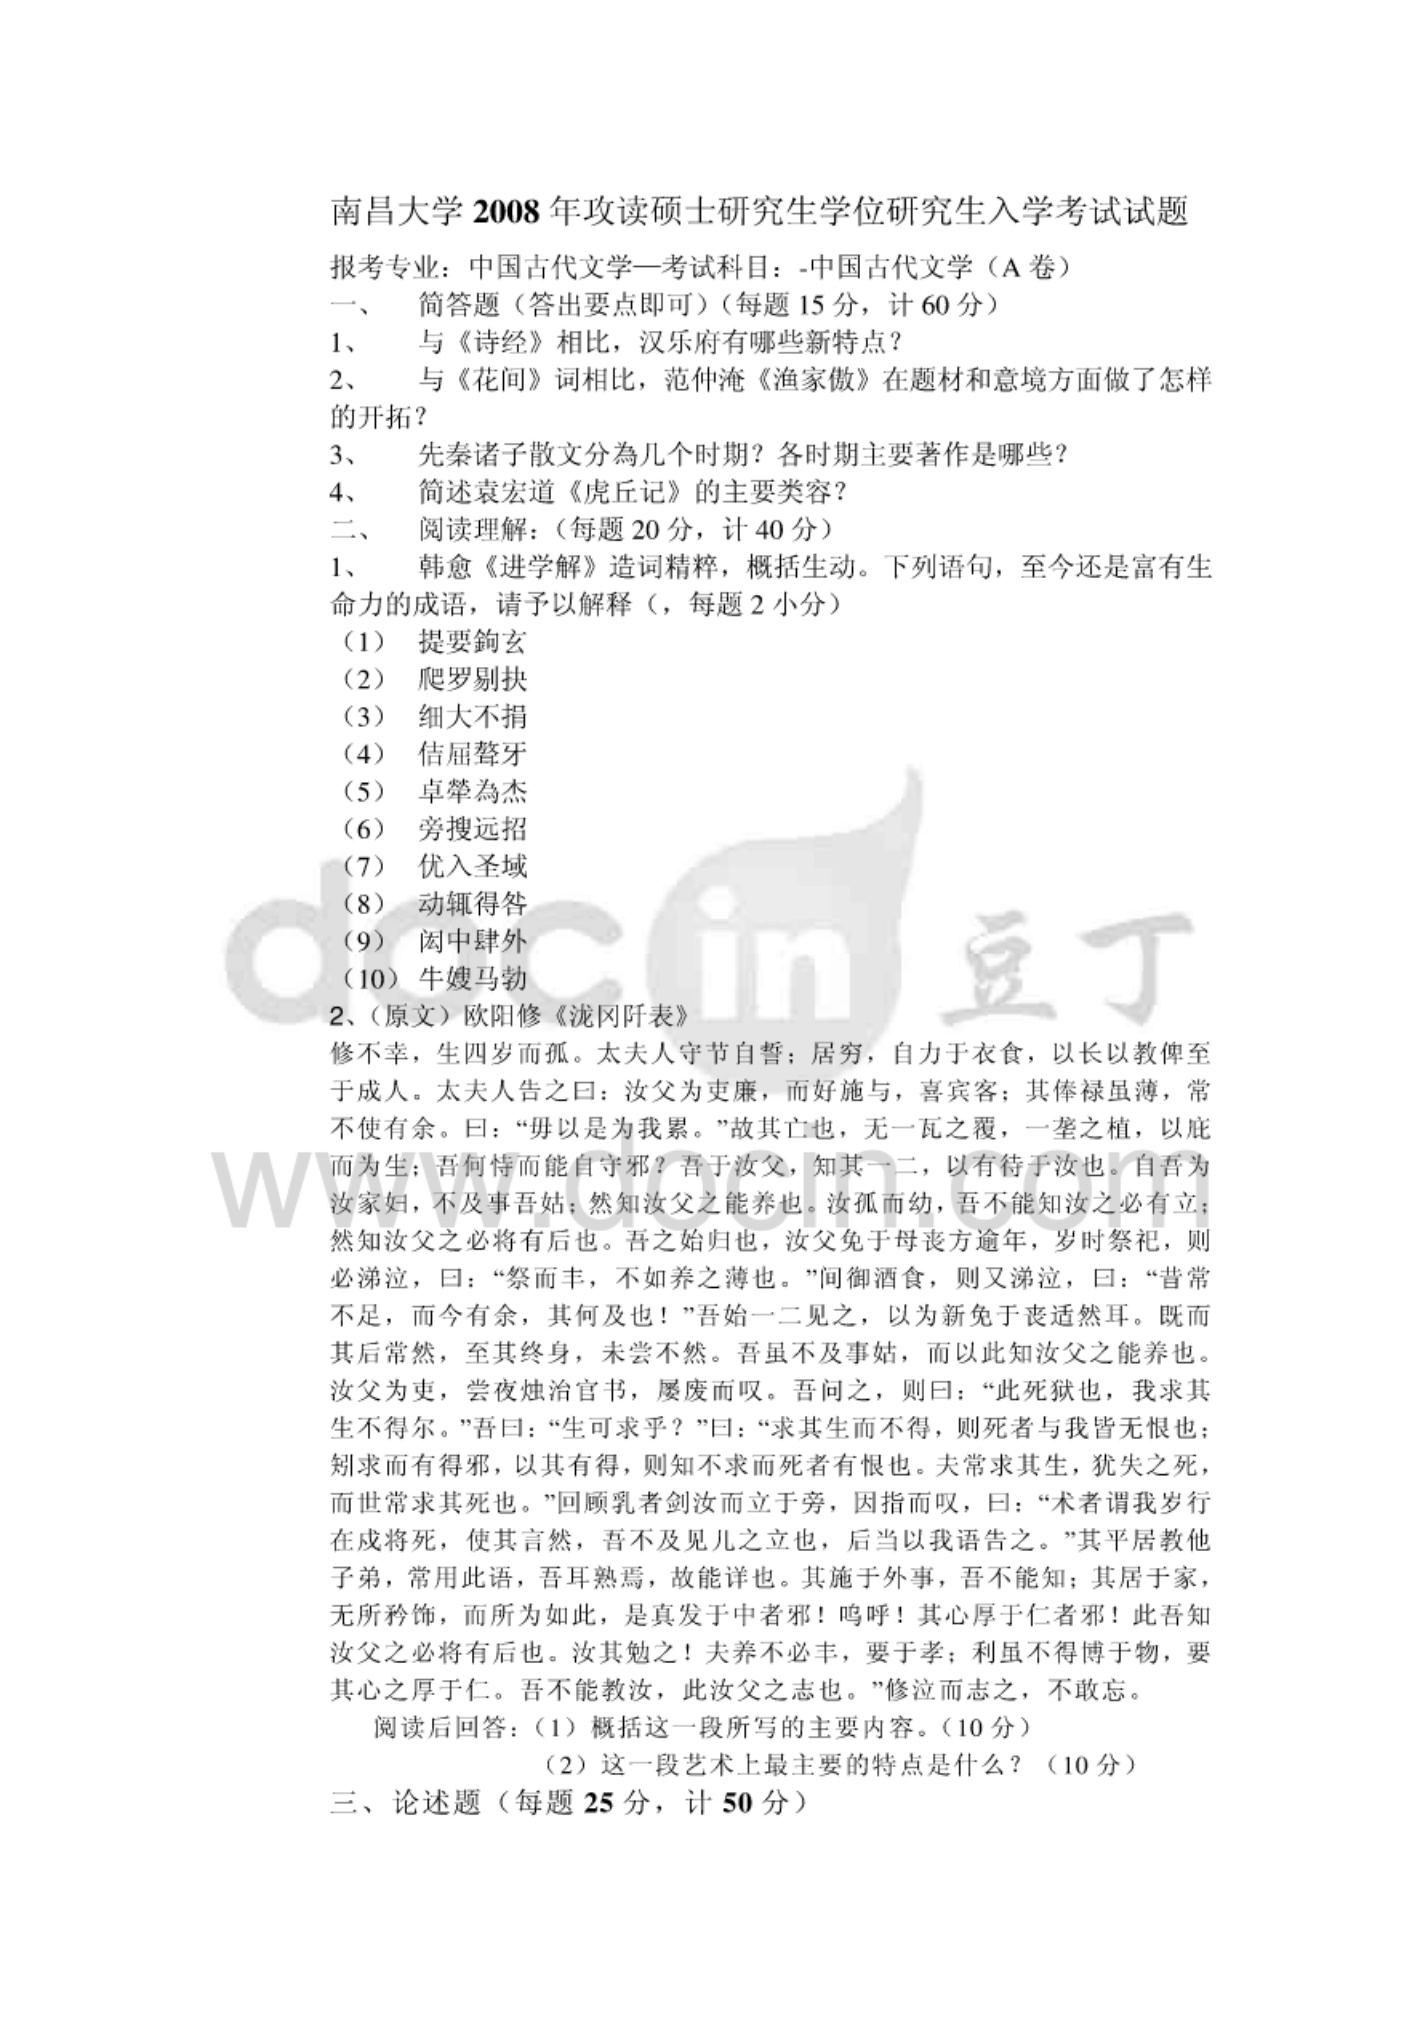 南昌大学 2008 年攻读硕士研究生学位研究生入学考试试题
报考专业：中国古代文学—考试科目：-中国古代文学（A 卷）
一、 简答题（答出要点即可）（每题 15 分，计 60 分）
1、 与《诗经》相比，汉乐府有哪些新特点？
2、 与《花间》词相比，范仲淹《渔家傲》在题材和意境方面做了怎样
的开拓？
3、 先秦诸子散文分為几个时期？各时期主要著作是哪些？
4、 简述袁宏道《虎丘记》的主要类容？
二、 阅读理解：（每题 20 分，计 40 分）
1、 韩愈《进学解》造词精粹，概括生动。下列语句，至今还是富有生
命力的成语，请予以解释（，每题 2 小分）
（1） 提要鉤玄
（2） 爬罗剔抉
（3） 细大不捐
（4） 佶屈聱牙
（5） 卓犖為杰
（6） 旁搜远招
（7） 优入圣域
（8） 动辄得咎
（9） 闳中肆外
（10） 牛嫂马勃
2、（原文）欧阳修《泷冈阡表》
修不幸，生四岁而孤。太夫人守节自誓；居穷，自力于衣食，以长以教俾至
于成人。太夫人告之曰：汝父为吏廉，而好施与，喜宾客；其俸禄虽薄，常
不使有余。曰：“毋以是为我累。”故其亡也，无一瓦之覆，一垄之植，以庇
而为生；吾何恃而能自守邪？吾于汝父，知其一二，以有待于汝也。自吾为
汝家妇，不及事吾姑；然知汝父之能养也。汝孤而幼，吾不能知汝之必有立；
然知汝父之必将有后也。吾之始归也，汝父免于母丧方逾年，岁时祭祀，则
必涕泣，曰：“祭而丰，不如养之薄也。”间御酒食，则又涕泣，曰：“昔常
不足，而今有余，其何及也！”吾始一二见之，以为新免于丧适然耳。既而
其后常然，至其终身，未尝不然。吾虽不及事姑，而以此知汝父之能养也。
汝父为吏，尝夜烛治官书，屡废而叹。吾问之，则曰：“此死狱也，我求其
生不得尔。”吾曰：“生可求乎？”曰：“求其生而不得，则死者与我皆无恨也；
矧求而有得邪，以其有得，则知不求而死者有恨也。夫常求其生，犹失之死，
而世常求其死也。”回顾乳者剑汝而立于旁，因指而叹，曰：“术者谓我岁行
在戍将死，使其言然，吾不及见儿之立也，后当以我语告之。”其平居教他
子弟，常用此语，吾耳熟焉，故能详也。其施于外事，吾不能知；其居于家，
无所矜饰，而所为如此，是真发于中者邪！呜呼！其心厚于仁者邪！此吾知
汝父之必将有后也。汝其勉之！夫养不必丰，要于孝；利虽不得博于物，要
其心之厚于仁。吾不能教汝，此汝父之志也。”修泣而志之，不敢忘。
阅读后回答：（1）概括这一段所写的主要内容。（10 分）
（2）这一段艺术上最主要的特点是什么？（10 分）
三、论述题（每题 25 分，计 50 分）
docin 豆丁
www.docin.com